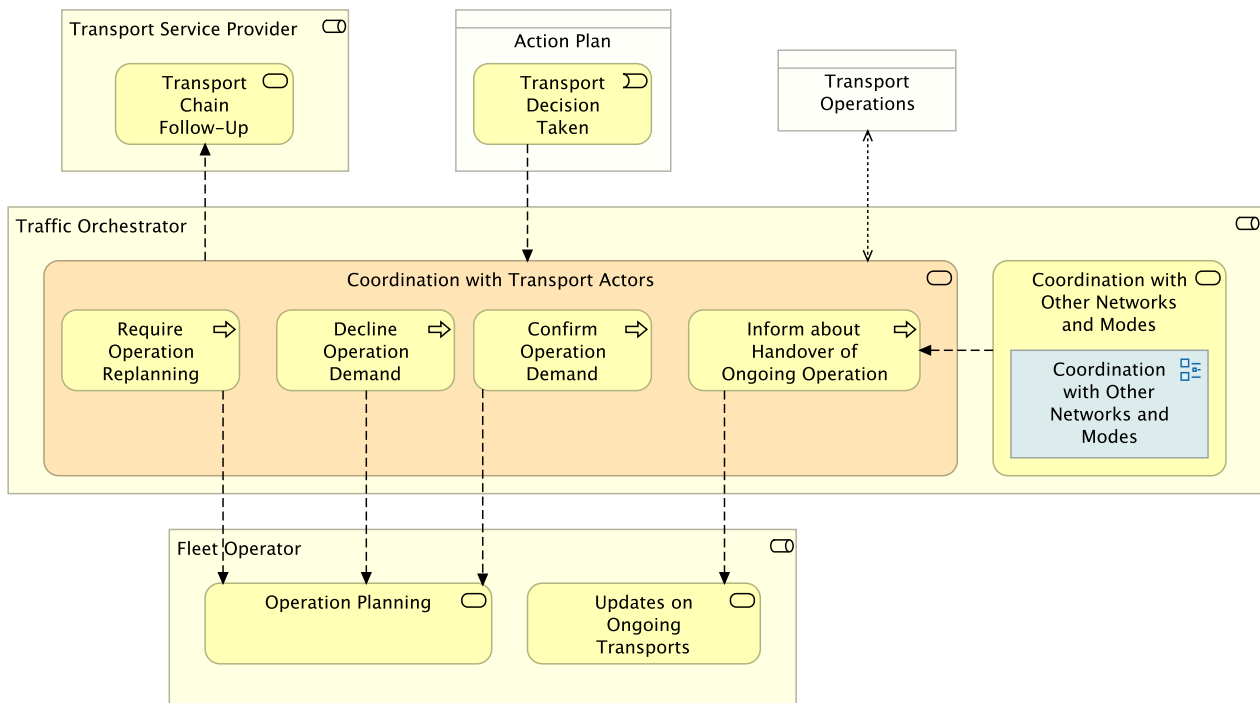 Transport Service Provider
Transport
Chain
Follow-Up
Action Plan
Transport
Decision
Taken
Transport
Operations
Traffic Orchestrator
Coordination with Transport Actors
Require
Operation
Replanning
Decline
Operation
Demand
Confirm
Operation
Demand
Inform about
Handover of
Ongoing Operation
Coordination with
Other Networks
and Modes
Coordination
with Other
Networks and
Modes
Fleet Operator
Operation Planning
Updates on
Ongoing
Transports